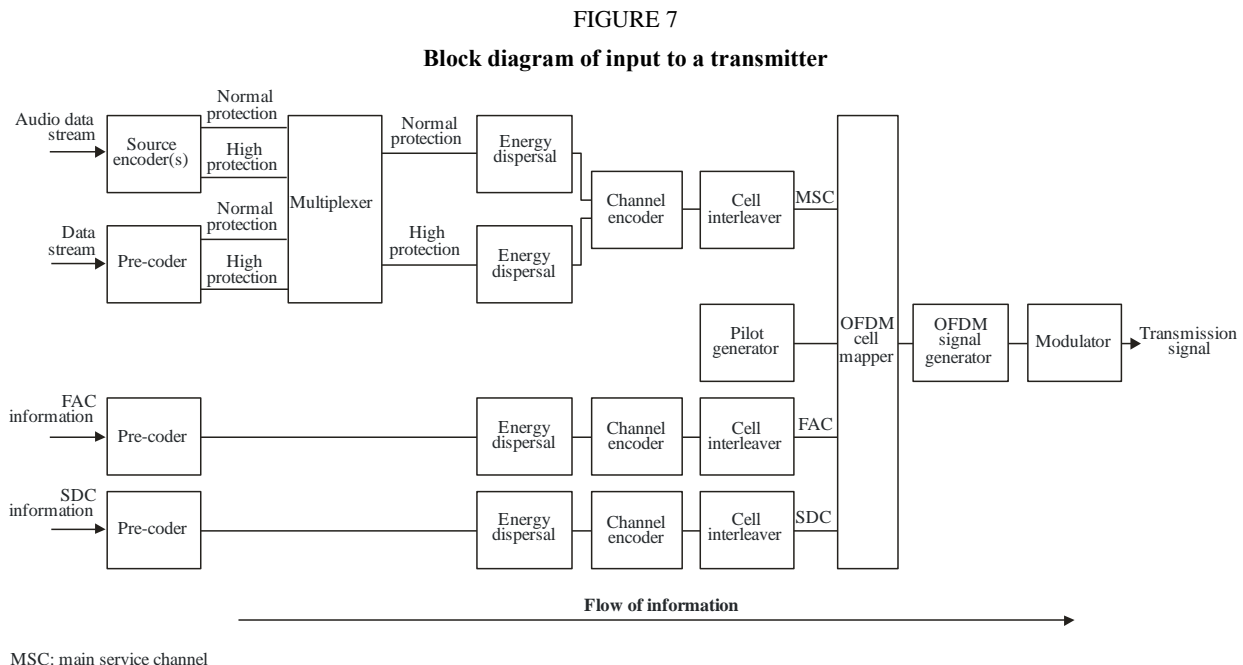 FIGURE 7
Block diagram of input to a transmitter
Audio data
stream
Source
encoder(s)
Normal
protection
High
protection
Data
stream
Pre-coder
Normal
protection
High
protection
Multiplexer
Normal
protection
High
protection
Energy
dispersal
Energy
dispersal
Channel
encoder
Cell
interleaver
MSC
Pilot
generator
OFDM
cell
mapper
OFDM
signal
generator
Modulator
Transmission
signal
FAC
information
Pre-coder
Energy
dispersal
Channel
encoder
Cell
interleaver
FAC
SDC
information
Pre-coder
Energy
dispersal
Channel
encoder
Cell
interleaver
SDC
Flow of information
MSC: main service channel